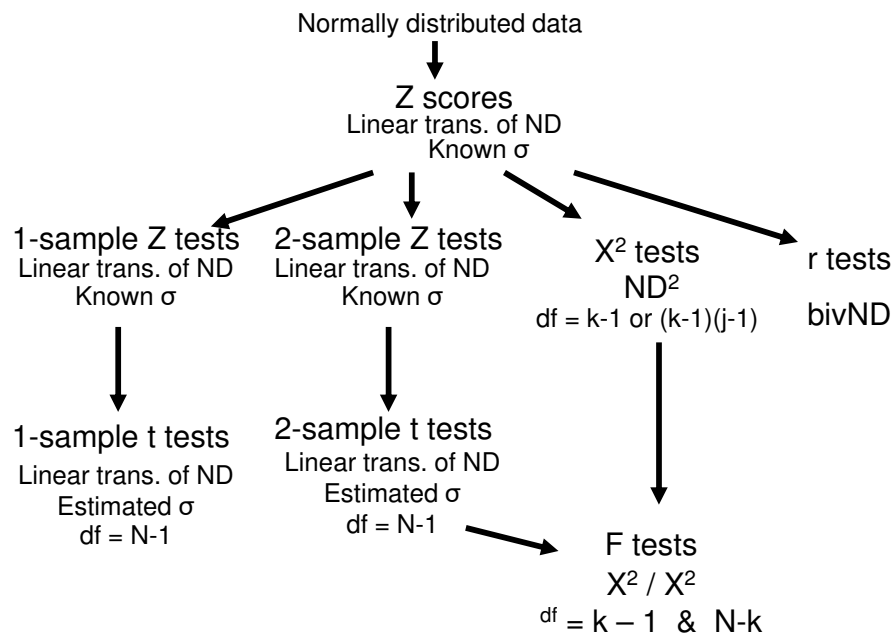 Normally distributed data
Z scores
Linear trans. of ND
Known σ
1-sample Z tests
Linear trans. of ND
Known σ
2-sample Z tests
Linear trans. of ND
Known σ
X² tests
ND²
df = k-1 or (k-1)(j-1)
r tests
bivND
1-sample t tests
Linear trans. of ND
Estimated σ
df = N-1
2-sample t tests
Linear trans. of ND
Estimated σ
df = N-1
F tests
X² / X²
df = k – 1 & N-k